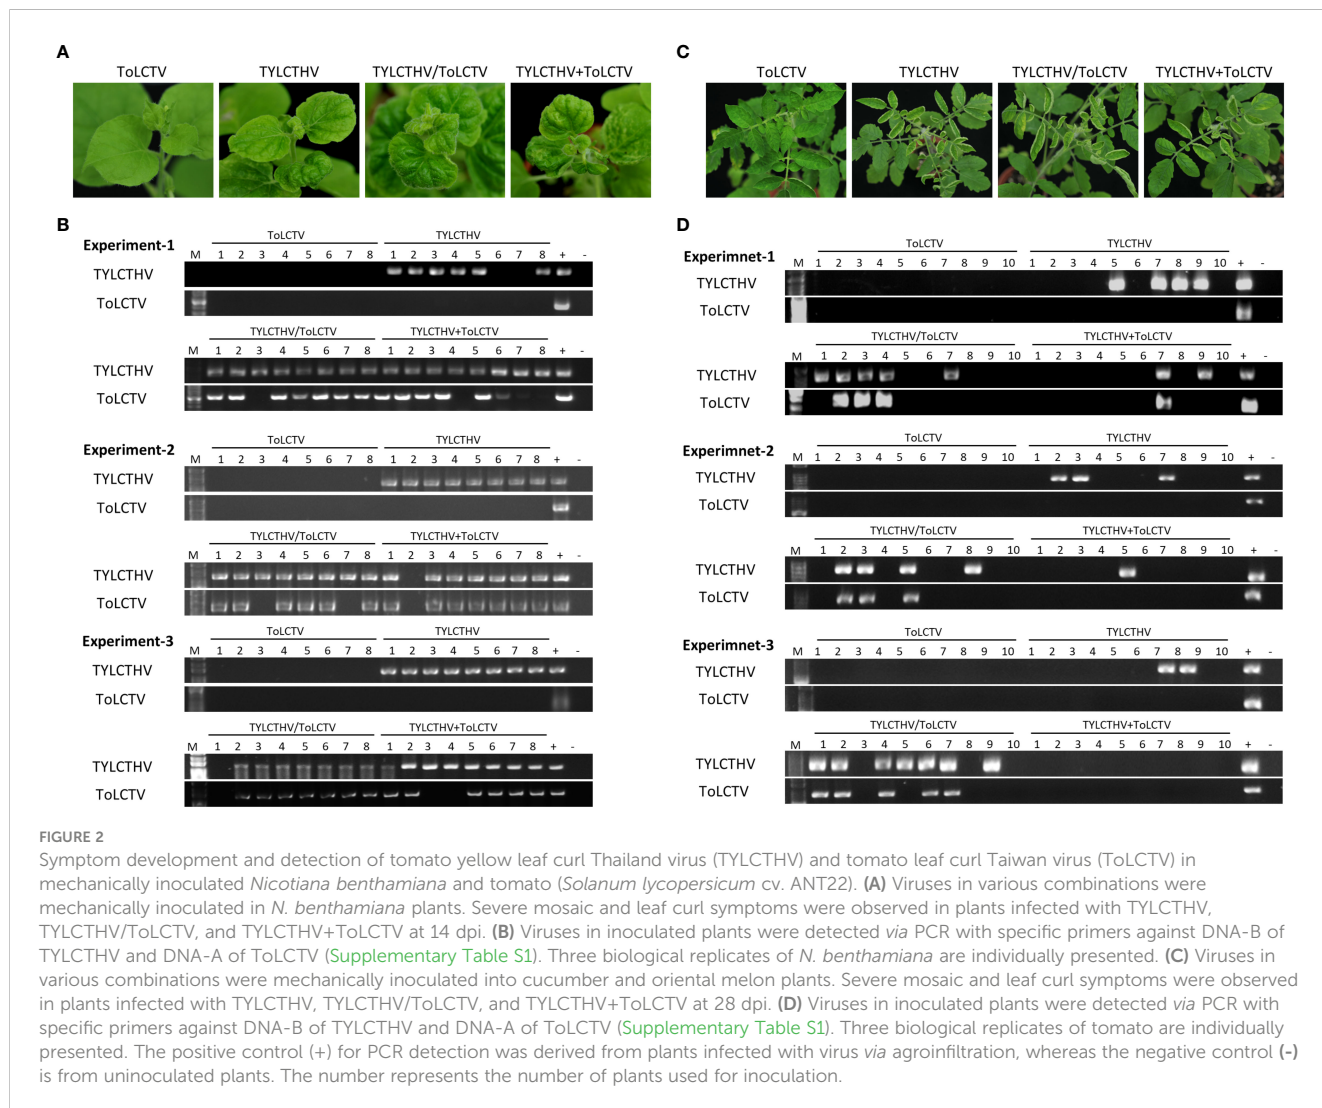 A
ToLCTV TYLCTHV TYLCTHV/ToLCTV TYLCTHV+ToLCTV
B
Experiment-1
ToLCTV TYLCTHV
M 1 2 3 4 5 6 7 8 1 2 3 4 5 6 7 8 + -
TYLCTHV
ToLCTV
TYLCTHV/ToLCTV TYLCTHV+ToLCTV
M 1 2 3 4 5 6 7 8 1 2 3 4 5 6 7 8 + -
TYLCTHV
ToLCTV
Experiment-2
ToLCTV TYLCTHV
M 1 2 3 4 5 6 7 8 1 2 3 4 5 6 7 8 + -
TYLCTHV
ToLCTV
TYLCTHV/ToLCTV TYLCTHV+ToLCTV
M 1 2 3 4 5 6 7 8 1 2 3 4 5 6 7 8 + -
TYLCTHV
ToLCTV
Experiment-3
ToLCTV TYLCTHV
M 1 2 3 4 5 6 7 8 1 2 3 4 5 6 7 8 + -
TYLCTHV
ToLCTV
TYLCTHV/ToLCTV TYLCTHV+ToLCTV
M 1 2 3 4 5 6 7 8 1 2 3 4 5 6 7 8 + -
TYLCTHV
ToLCTV
C
ToLCTV TYLCTHV TYLCTHV/ToLCTV TYLCTHV+ToLCTV
D
Experimnet-1
ToLCTV TYLCTHV
M 1 2 3 4 5 6 7 8 9 10 1 2 3 4 5 6 7 8 9 10 + -
TYLCTHV
ToLCTV
TYLCTHV/ToLCTV TYLCTHV+ToLCTV
M 1 2 3 4 5 6 7 8 9 10 1 2 3 4 5 6 7 8 9 10 + -
TYLCTHV
ToLCTV
Experimnet-2
ToLCTV TYLCTHV
M 1 2 3 4 5 6 7 8 9 10 1 2 3 4 5 6 7 8 9 10 + -
TYLCTHV
ToLCTV
TYLCTHV/ToLCTV TYLCTHV+ToLCTV
M 1 2 3 4 5 6 7 8 9 10 1 2 3 4 5 6 7 8 9 10 + -
TYLCTHV
ToLCTV
Experimnet-3
ToLCTV TYLCTHV
M 1 2 3 4 5 6 7 8 9 10 1 2 3 4 5 6 7 8 9 10 + -
TYLCTHV
ToLCTV
TYLCTHV/ToLCTV TYLCTHV+ToLCTV
M 1 2 3 4 5 6 7 8 9 10 1 2 3 4 5 6 7 8 9 10 + -
TYLCTHV
ToLCTV
FIGURE 2
Symptom development and detection of tomato yellow leaf curl Thailand virus (TYLCTHV) and tomato leaf curl Taiwan virus (ToLCTV) in
mechanically inoculated Nicotiana benthamiana and tomato (Solanum lycopersicum cv. ANT22). (A) Viruses in various combinations were
mechanically inoculated in N. benthamiana plants. Severe mosaic and leaf curl symptoms were observed in plants infected with TYLCTHV,
TYLCTHV/ToLCTV, and TYLCTHV+ToLCTV at 14 dpi. (B) Viruses in inoculated plants were detected via PCR with specific primers against DNA-B of
TYLCTHV and DNA-A of ToLCTV (Supplementary Table S1). Three biological replicates of N. benthamiana are individually presented. (C) Viruses in
various combinations were mechanically inoculated into cucumber and oriental melon plants. Severe mosaic and leaf curl symptoms were observed
in plants infected with TYLCTHV, TYLCTHV/ToLCTV, and TYLCTHV+ToLCTV at 28 dpi. (D) Viruses in inoculated plants were detected via PCR with
specific primers against DNA-B of TYLCTHV and DNA-A of ToLCTV (Supplementary Table S1). Three biological replicates of tomato are individually
presented. The positive control (+) for PCR detection was derived from plants infected with virus via agroinfiltration, whereas the negative control (-)
is from uninoculated plants. The number represents the number of plants used for inoculation.